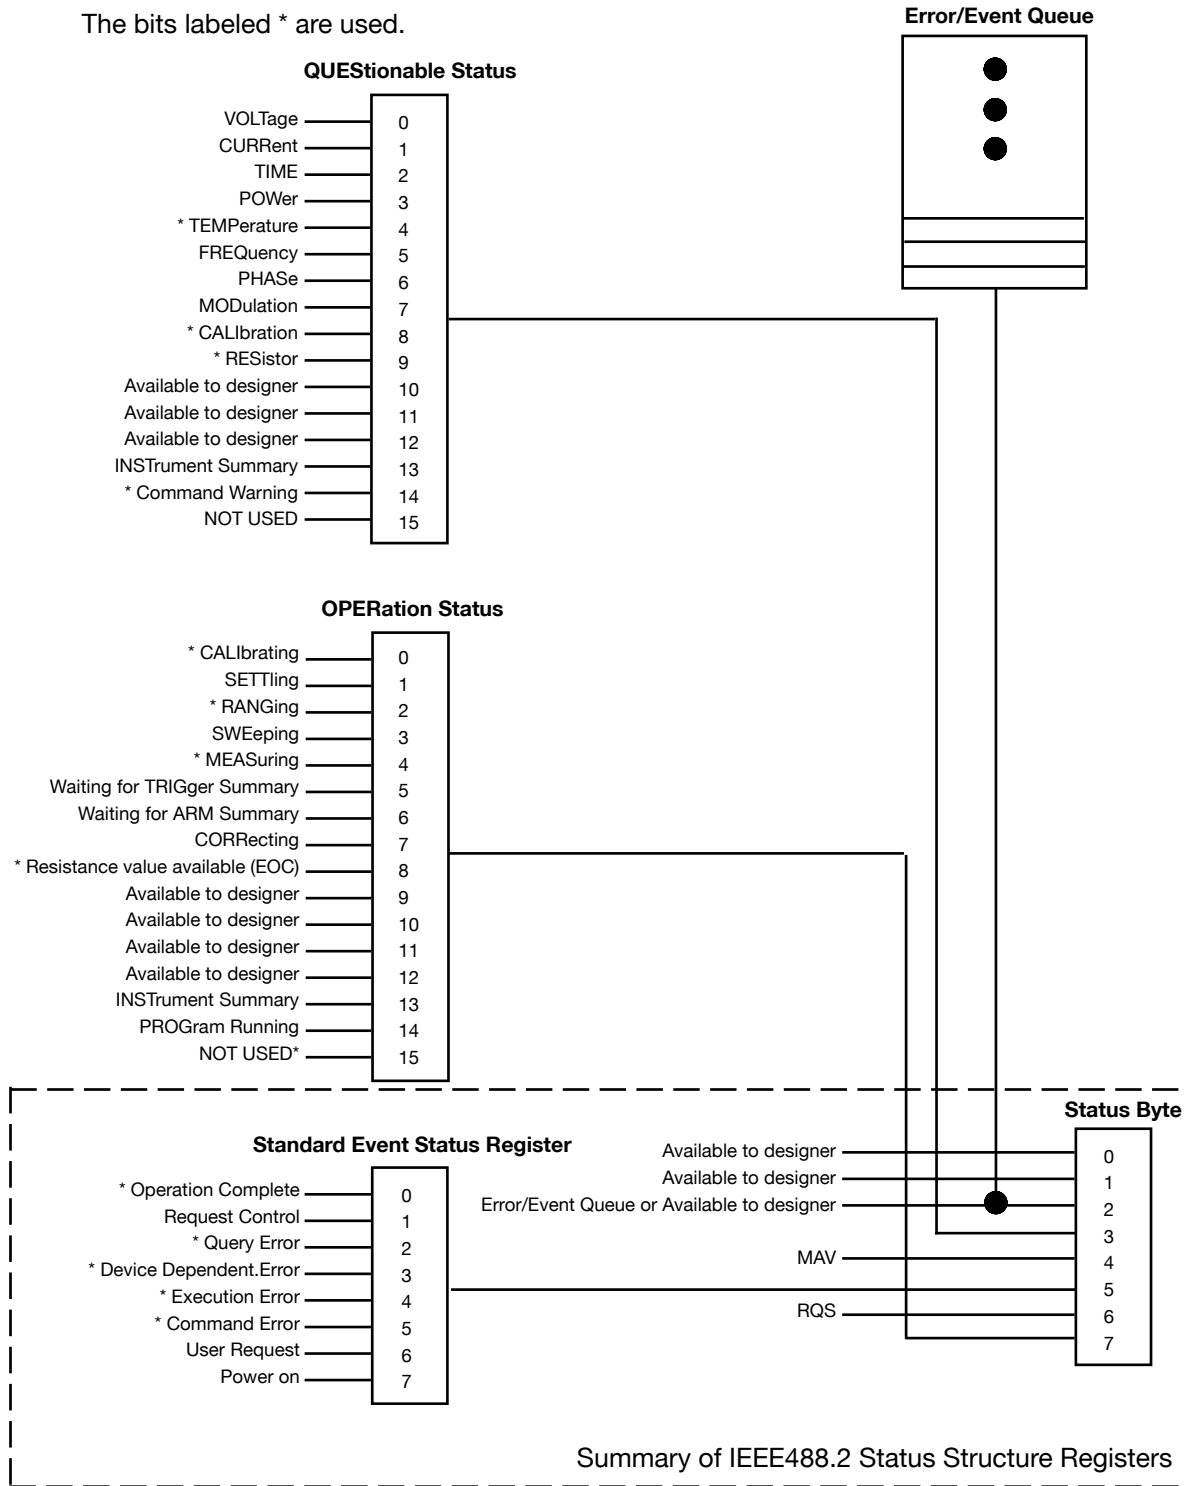 The bits labeled * are used.
Error/Event Queue
QUEStionable Status
VOLTage 0
CURRent 1
TIME 2
POWer 3
* TEMPerature 4
FREQuency 5
PHASe 6
MODulation 7
* CALIbration 8
* RESistor 9
Available to designer 10
Available to designer 11
Available to designer 12
INSTrument Summary 13
* Command Warning 14
NOT USED 15
OPERation Status
* CALIbrating 0
SETTling 1
* RANGing 2
SWEeping 3
* MEASuring 4
Waiting for TRIGger Summary 5
Waiting for ARM Summary 6
CORRecting 7
* Resistance value available (EOC) 8
Available to designer 9
Available to designer 10
Available to designer 11
Available to designer 12
INSTrument Summary 13
PROGram Running 14
NOT USED* 15
Standard Event Status Register
* Operation Complete 0
Request Control 1
* Query Error 2
* Device Dependent.Error 3
* Execution Error 4
* Command Error 5
User Request 6
Power on 7
Status Byte
Available to designer 0
Available to designer 1
Error/Event Queue or Available to designer 2
3
MAV 4
5
RQS 6
7
Summary of IEEE488.2 Status Structure Registers